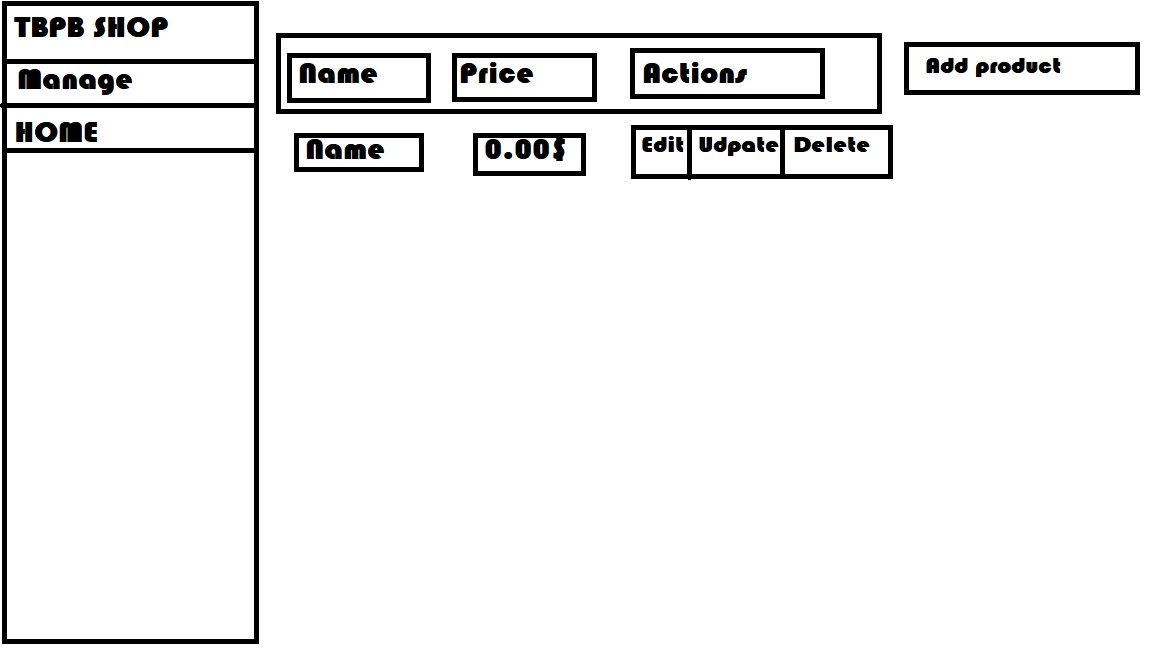 TBPB SHOP
Manage
HOME
Name Price Actions
Add product
Name 0.00$ Edit Udpate Delete